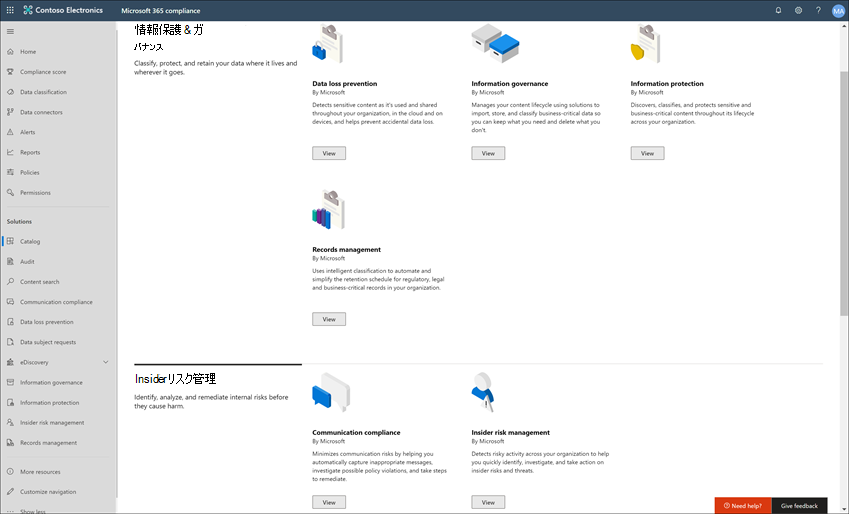 Contoso Electronics
Microsoft 365 compliance
?
MA
Home
Compliance score
Data classification
Data connectors
Alerts
Reports
Policies
Permissions
Solutions
Catalog
Audit
Content search
Communication compliance
Data loss prevention
Data subject requests
eDiscovery
Information governance
Information protection
Insider risk management
Records management
More resources
Customize navigation
Show less
情報保護 & ガ
バナンス
Classify, protect, and retain your data where it lives and
wherever it goes.
Data loss prevention
By Microsoft
Detects sensitive content as it's used and shared
throughout your organization, in the cloud and on
devices, and helps prevent accidental data loss.
View
Information governance
By Microsoft
Manages your content lifecycle using solutions to
import, store, and classify business-critical data so
you can keep what you need and delete what you
don't.
View
Information protection
By Microsoft
Discovers, classifies, and protects sensitive and
business-critical content throughout its lifecycle
across your organization.
View
Records management
By Microsoft
Uses intelligent classification to automate and
simplify the retention schedule for regulatory, legal
and business-critical records in your organization.
View
Insiderリスク管理
Identify, analyze, and remediate internal risks before
they cause harm.
Communication compliance
By Microsoft
Minimizes communication risks by helping you
automatically capture inappropriate messages,
investigate possible policy violations, and take steps
to remediate.
View
Insider risk management
By Microsoft
Detects risky activity across your organization to help
you quickly identify, investigate, and take action on
insider risks and threats.
View
Need help?
Give feedback